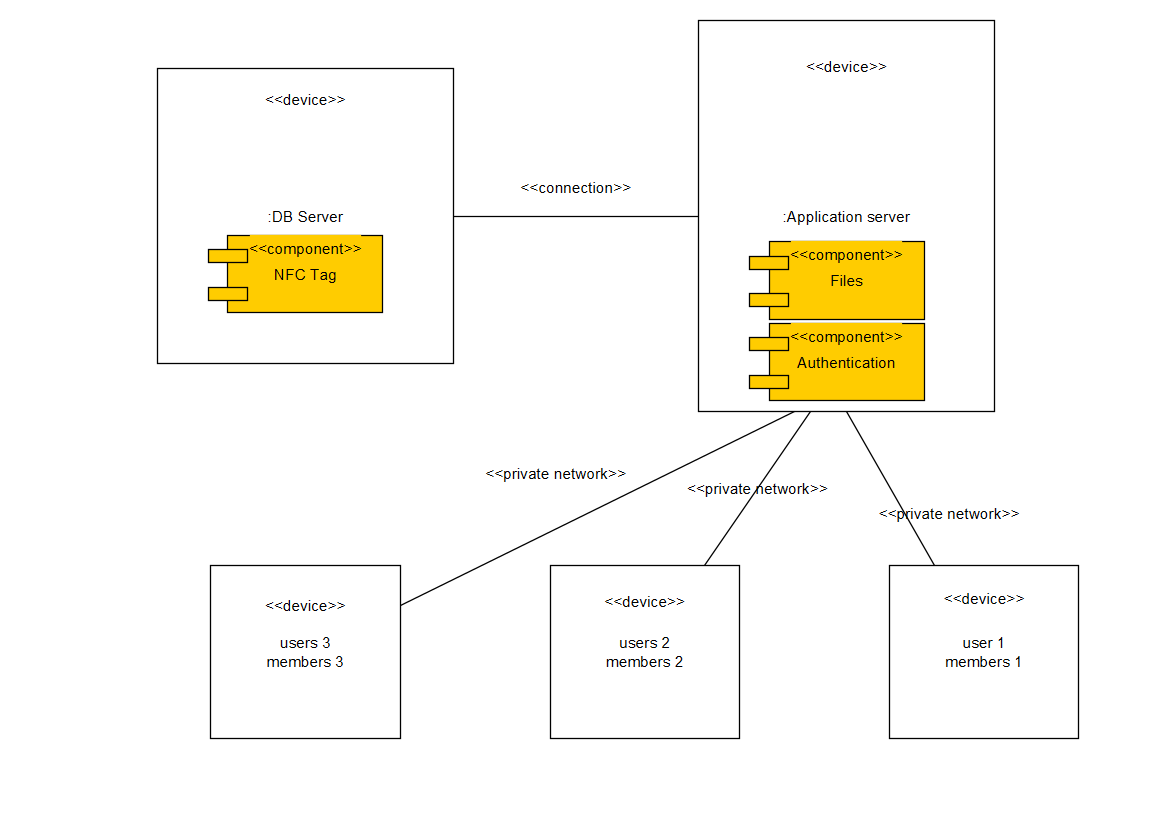 <<device>>
<<device>>
<<connection>>
:DB Server
:Application server
<<component>>
NFC Tag
<<component>>
Files
<<component>>
Authentication
<<private network>>
<<private network>>
<<private network>>
<<device>>
users 3
members 3
<<device>>
users 2
members 2
<<device>>
user 1
members 1